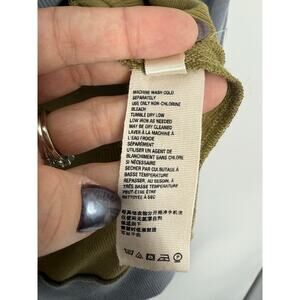 MACHINE WASH COLD
SEPARATELY
USE ONLY NON-CHLORINE
BLEACH
TUMBLE DRY LOW
LOW IRON AS NEEDED
MAY BE DRY CLEANED
LAVER À LA MACHINE À
L'EAU FROIDE
SÉPARÉMENT
UTILISER UN AGENT DE
BLANCHIMENT SANS CHLORE
SI NÉCESSAIRE
SÉCHER PAR CULBUTAGE À
BASSE TEMPÉRATURE
REPASSER, AU BESOIN, À
TRÈS BASSE TEMPÉRATURE
PEUT-ÊTRE
NETTOYÉ À SEC